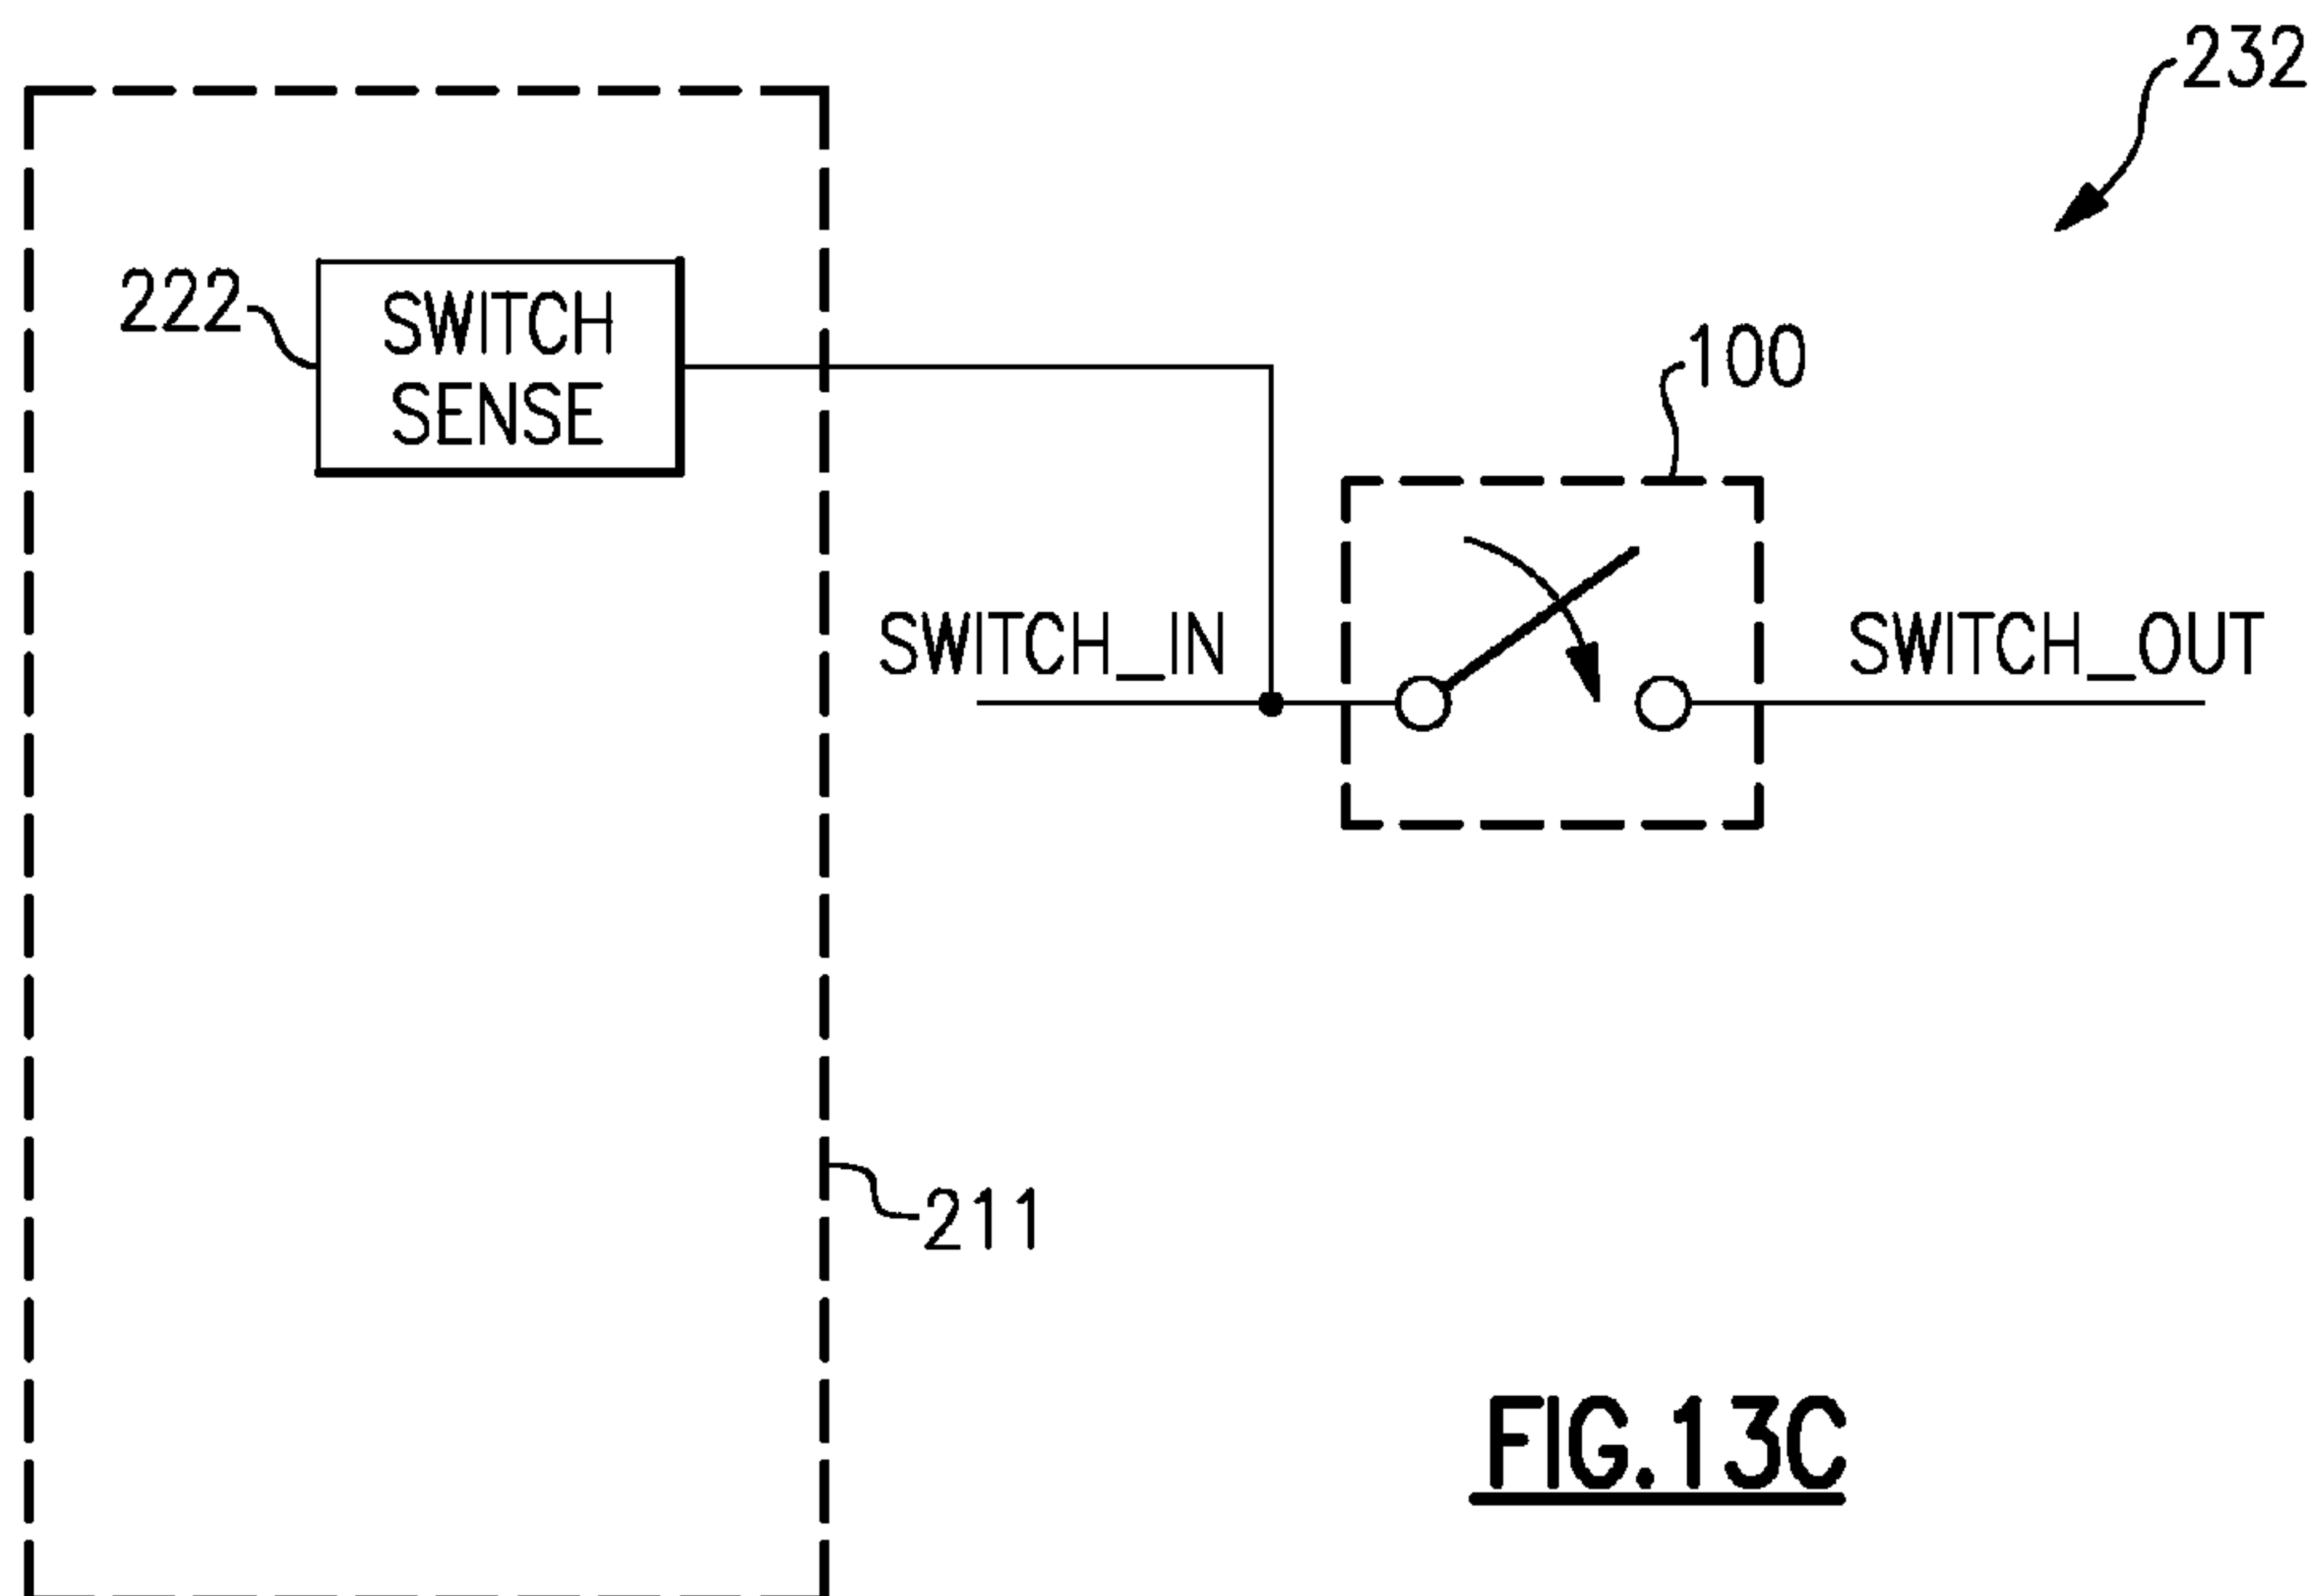 232
222
SWITCH
SENSE
100
SWITCH_IN
SWITCH_OUT
211
FIG.13C